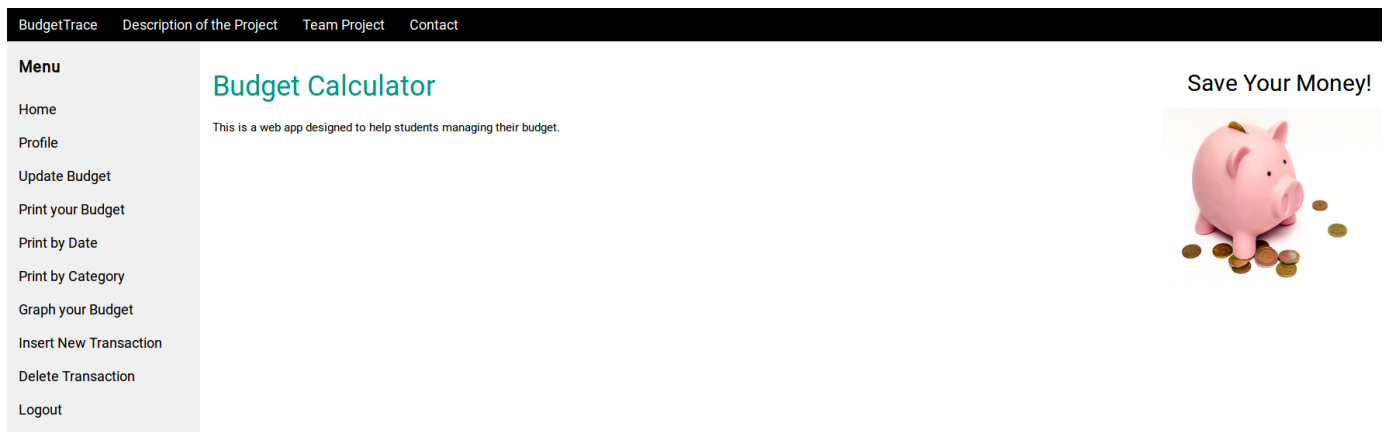 BudgetTrace Description of the Project Team Project Contact
Menu
Home
Profile
Update Budget
Print your Budget
Print by Date
Print by Category
Graph your Budget
Insert New Transaction
Delete Transaction
Logout
Budget Calculator
This is a web app designed to help students managing their budget.
Save Your Money!